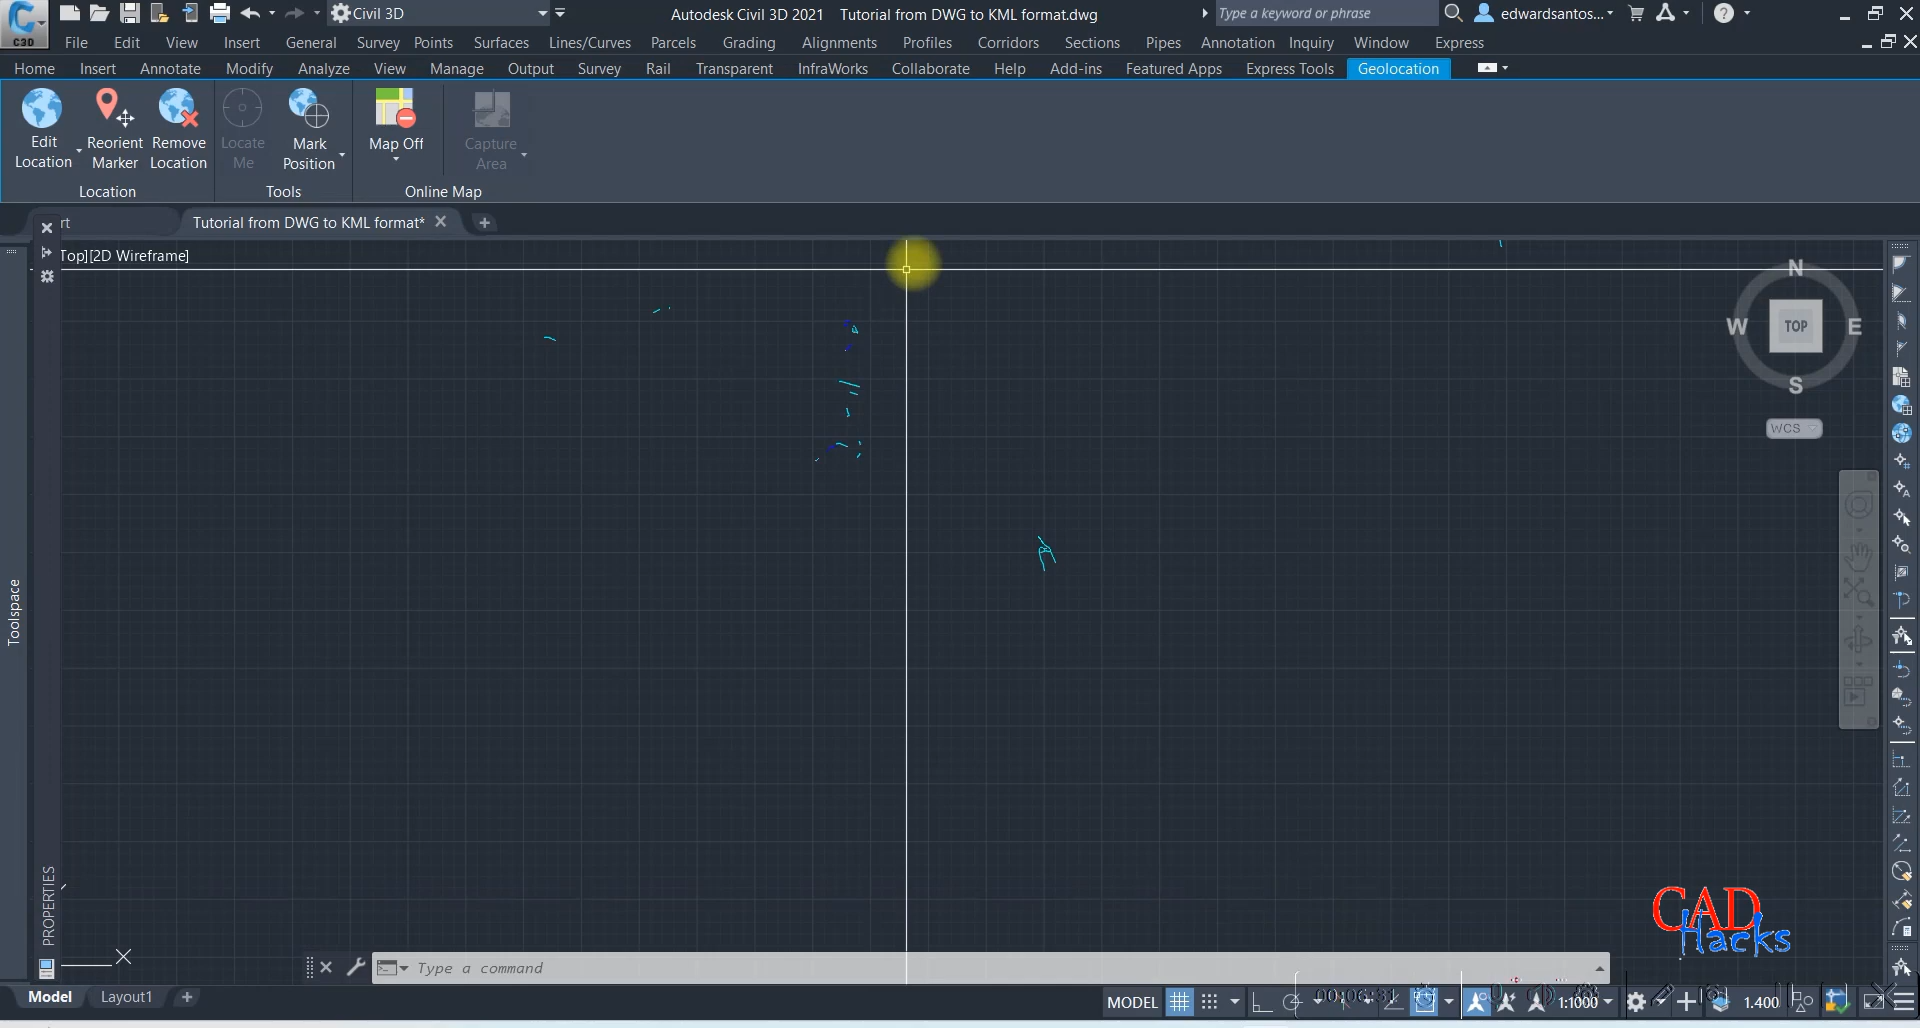 Civil 3D
Autodesk Civil 3D 2021 Tutorial from DWG to KML format.dwg
Type a keyword or phrase
edwardsantos...
C3D
File Edit View Insert General Survey Points Surfaces Lines/Curves Parcels Grading Alignments Profiles Corridors Sections Pipes Annotation Inquiry Window Express
Home Insert Annotate Modify Analyze View Manage Output Survey Rail Transparent InfraWorks Collaborate Help Add-ins Featured Apps Express Tools Geolocation
Edit Location
Reorient Marker
Remove Location
Locate Me
Mark Position
Map Off
Capture Area
Location Tools Online Map
rt
Tutorial from DWG to KML format*
Top][2D Wireframe]
N
W TOP E
S
WCS
Toolspace
PROPERTIES
CAD
Hacks
Type a command
Model Layout1
MODEL
00:06:31
1:1000
1.400